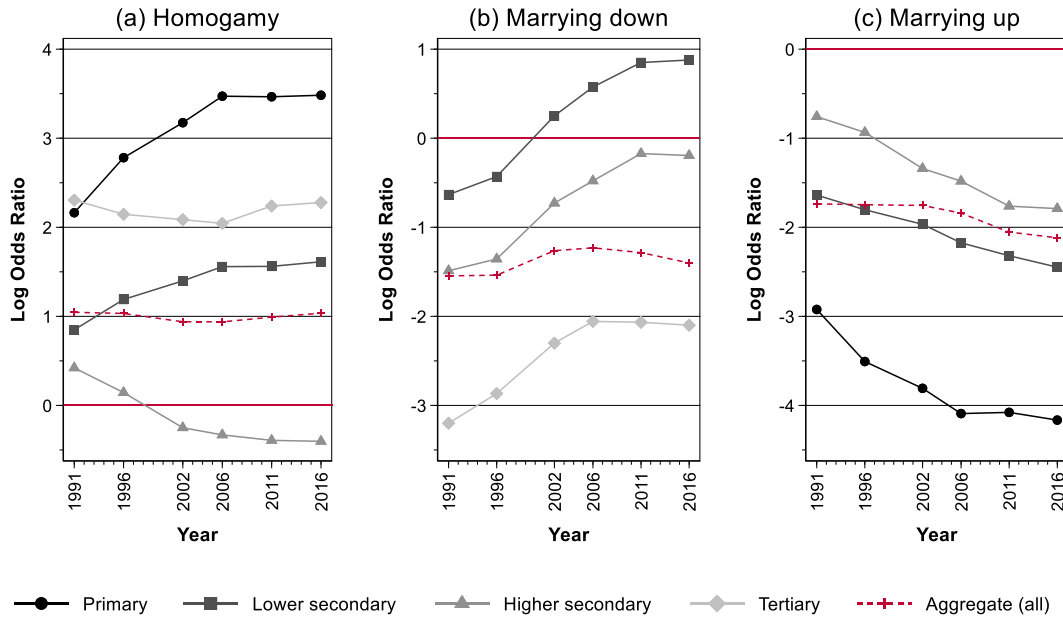 (a) Homogamy
(b) Marrying down
(c) Marrying up
4
3
2
1
0
Log Odds Ratio
1991
1996
2002
2006
2011
2016
Year
1
0
-1
-2
-3
Log Odds Ratio
1991
1996
2002
2006
2011
2016
Year
0
-1
-2
-3
-4
Log Odds Ratio
1991
1996
2002
2006
2011
2016
Year
Primary
Lower secondary
Higher secondary
Tertiary
Aggregate (all)